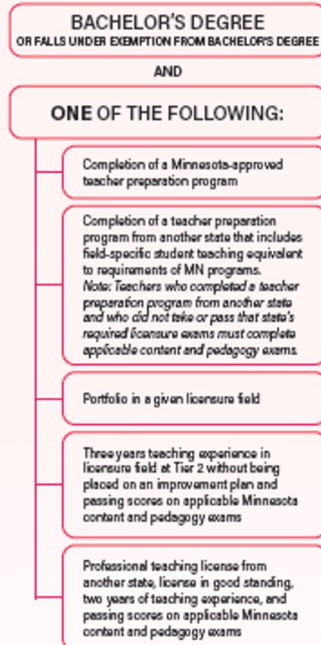 BACHELOR'S DEGREE
OR FALLS UNDER EXEMPTION FROM BACHELOR'S DEGREE
AND
ONE OF THE FOLLOWING:
Completion of a Minnesota-approved
teacher preparation program
Completion of a teacher preparation
program from another state that includes
field-specific student teaching equivalent
to requirements of MN programs.
Note: Teachers who completed a teacher
preparation program from another state
and who did not take or pass that state's
required licensure exams must complete
applicable content and pedagogy exams.
Portfolio in a given licensure field
Three years teaching experience in
licensure field at Tier 2 without being
placed on an improvement plan and
passing scores on applicable Minnesota
content and pedagogy exams
Professional teaching license from
another state, license in good standing,
two years of teaching experience, and
passing scores on applicable Minnesota
content and pedagogy exams